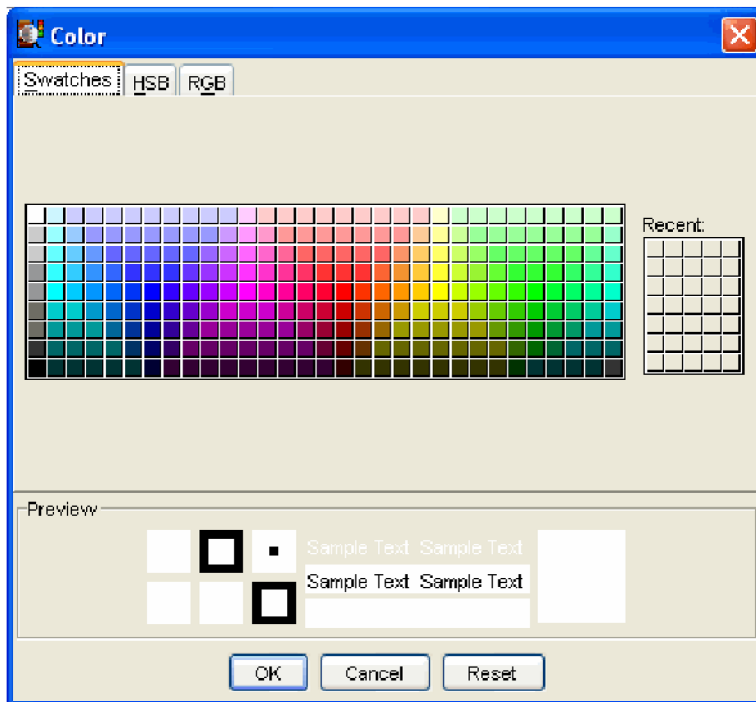 Color
Swatches HSB RGB
Recent:
Preview
Sample Text Sample Text
Sample Text Sample Text
OK Cancel Reset